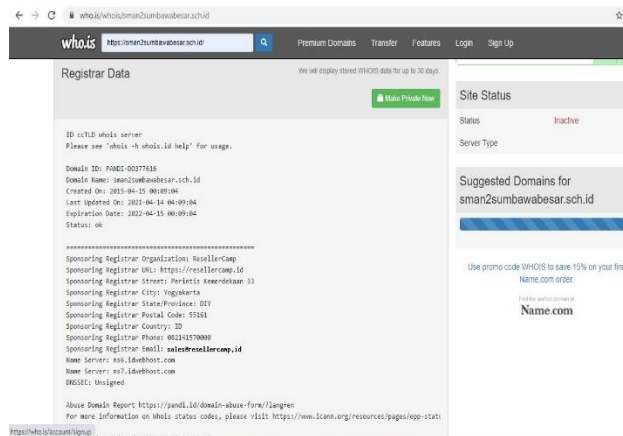 who.is/whois/sman2sumbawabesar.sch.id
who.is https://sman2sumbawabesar.sch.id/ Premium Domains Transfer Features Login Sign Up
Registrar Data
We will display stored WHOIS data for up to 30 days.
Make Private Now
ID ccTLD whois server
Please see 'whois -h whois.id help' for usage.
Domain ID: PANDI-DO377616
Domain Name: sman2sumbawabesar.sch.id
Created On: 2015-04-15 00:09:04
Last Updated On: 2021-04-14 04:09:04
Expiration Date: 2022-04-15 00:09:04
Status: ok
====================================================
Sponsoring Registrar Organization: ResellerCamp
Sponsoring Registrar URL: https://resellercamp.id
Sponsoring Registrar Street: Perintis Kemerdekaan 33
Sponsoring Registrar City: Yogyakarta
Sponsoring Registrar State/Province: DIY
Sponsoring Registrar Postal Code: 55161
Sponsoring Registrar Country: ID
Sponsoring Registrar Phone: 082141570000
Sponsoring Registrar Email: sales@resellercamp,id
Name Server: ns6.idwebhost.com
Name Server: ns7.idwebhost.com
DNSSEC: Unsigned
Abuse Domain Report https://pandi.id/domain-abuse-form/?lang=en
For more information on Whois status codes, please visit https://www.icann.org/resources/pages/epp-statu
Site Status
Status Inactive
Server Type
Suggested Domains for
sman2sumbawabesar.sch.id
Use promo code WHOIS to save 15% on your firs
Name.com order.
Find the perfect domain at
Name.com
https://who.is/account/signup